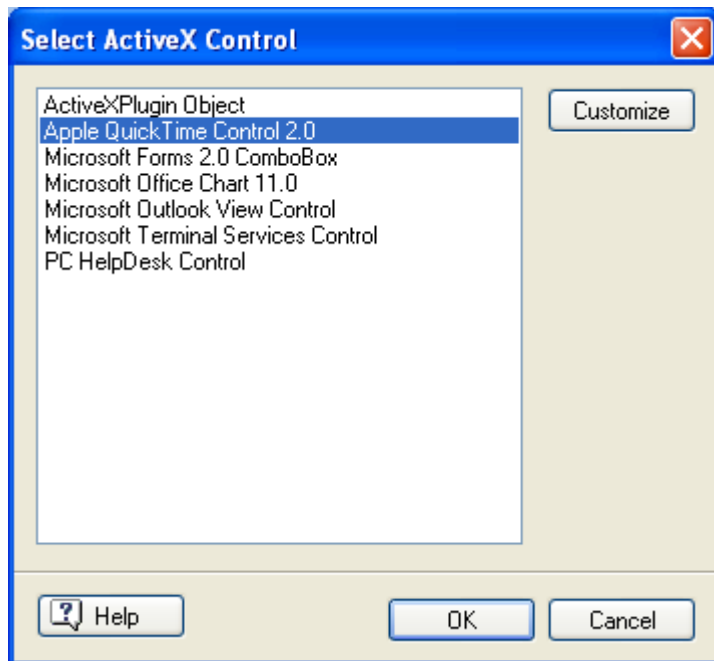 Select ActiveX Control
ActiveXPlugin Object
Customize
Apple QuickTime Control 2.0
Microsoft Forms 2.0 ComboBox
Microsoft Office Chart 11.0
Microsoft Outlook View Control
Microsoft Terminal Services Control
PC HelpDesk Control
Help
OK
Cancel